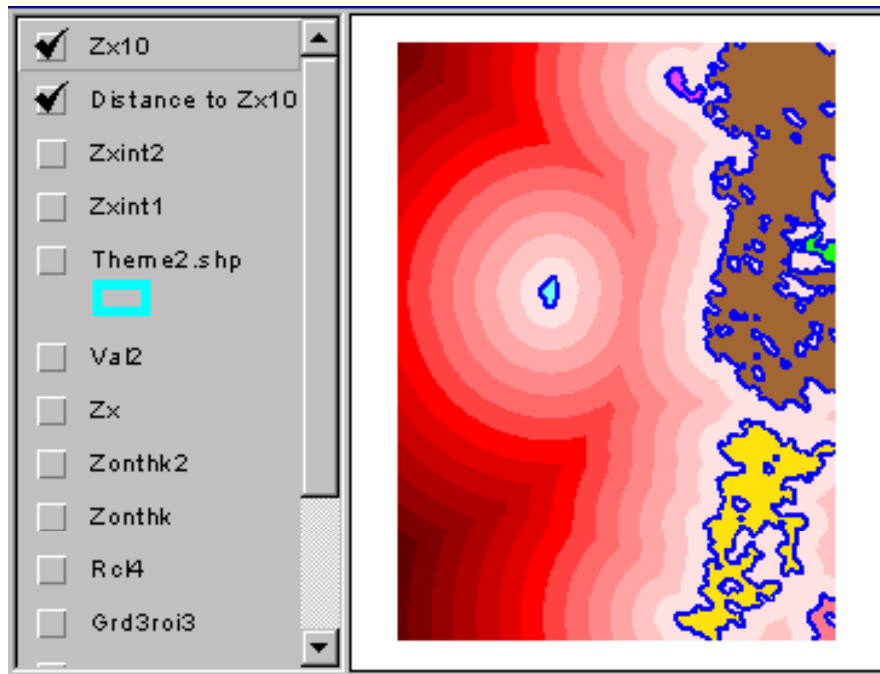 Zx10
Distance to Zx10
Zxint2
Zxint1
Theme2.shp
Val2
Zx
Zonthk2
Zonthk
Rcl4
Grd3roi3